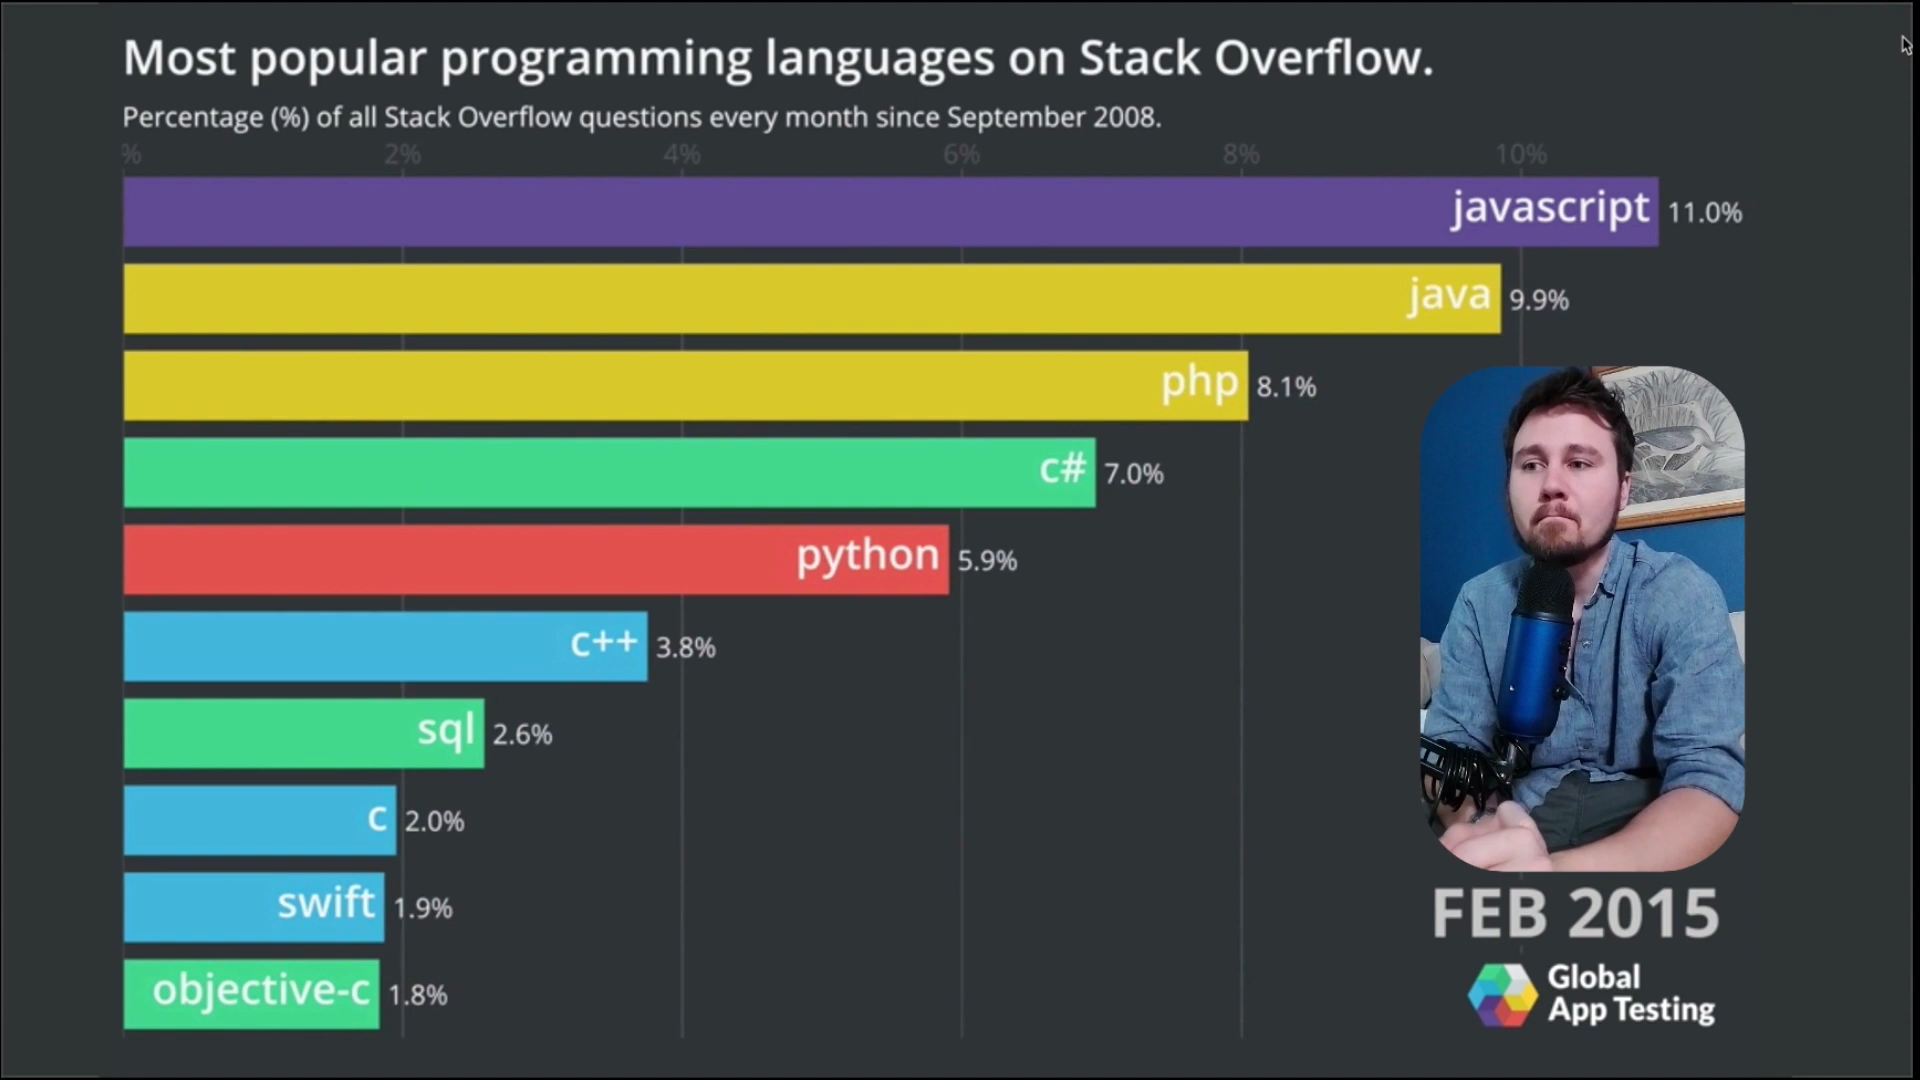 Most popular programming languages on Stack Overflow.
Percentage (%) of all Stack Overflow questions every month since September 2008.
% 2% 4% 6% 8% 10%
javascript 11.0%
java 9.9%
php 8.1%
c# 7.0%
python 5.9%
c++ 3.8%
sql 2.6%
c 2.0%
swift 1.9%
objective-c 1.8%
FEB 2015
Global
App Testing